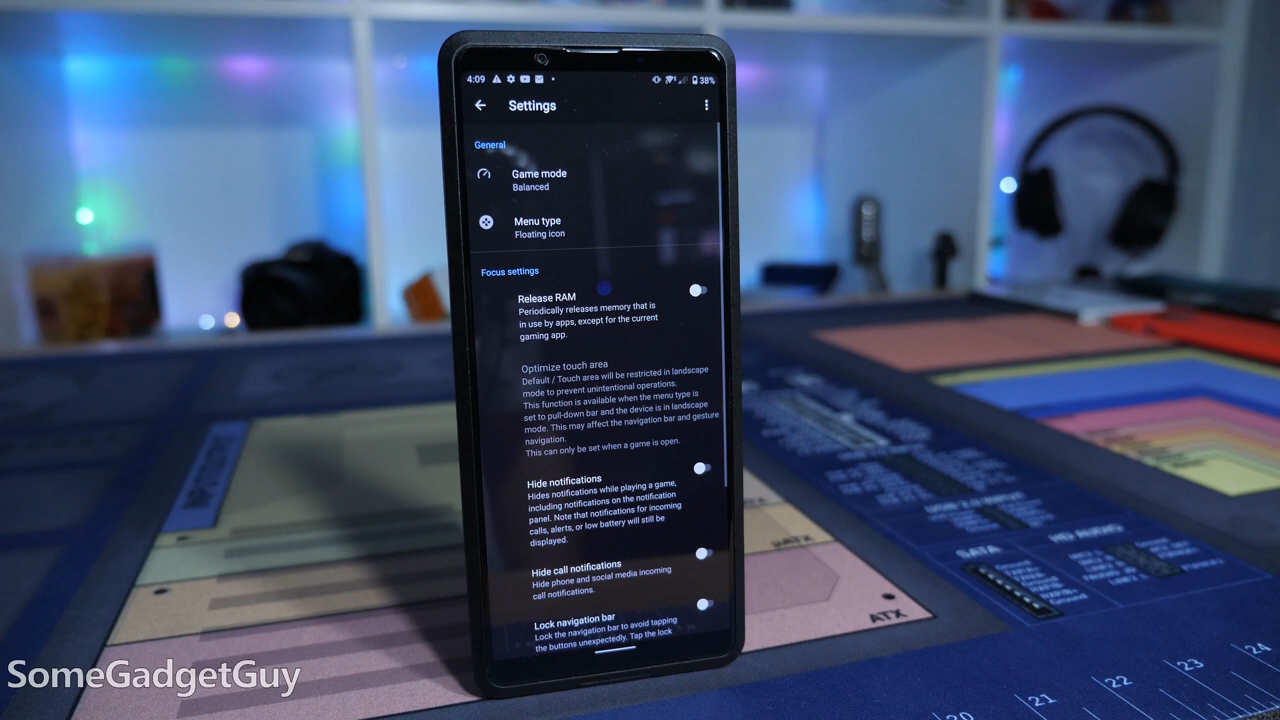 4:09
38%
Settings
General
Game mode
Balanced
Menu type
Floating icon
Focus settings
Release RAM
Periodically releases memory that is
in use by apps, except for the current
gaming app.
Optimize touch area
Default / Touch area will be restricted in landscape
mode to prevent unintentional operations.
This function is available when the menu type is
set to pull-down bar and the device is in landscape
mode. This may affect the navigation bar and gesture
navigation.
This can only be set when a game is open.
Hide notifications
Hides notifications while playing a game,
including notifications on the notification
panel. Note that notifications for incoming
calls, alerts, or low battery will still be
displayed.
Hide call notifications
Hide phone and social media incoming
call notifications.
Lock navigation bar
Lock the navigation bar to avoid tapping
the buttons unexpectedly. Tap the lock
SATA
HD AUDIO
Ground
Ground
µATX
ATX
20 21 22 23 24
SomeGadgetGuy